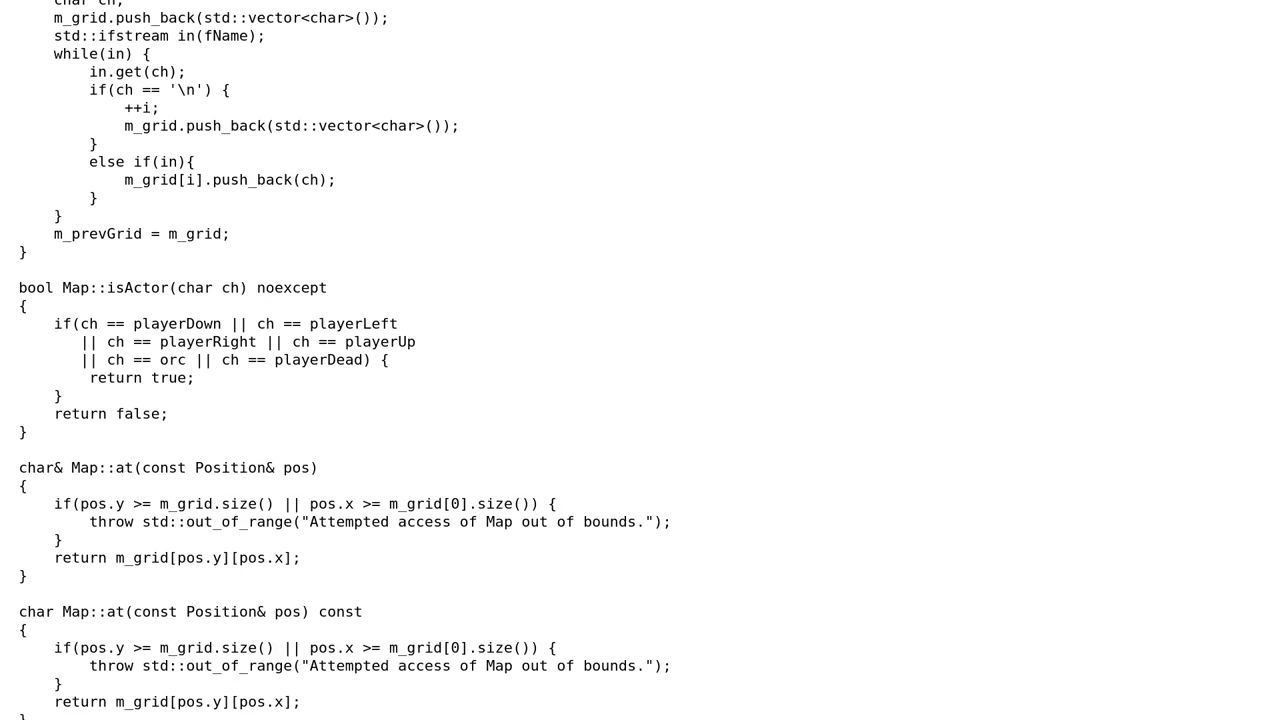 char ch;
    m_grid.push_back(std::vector<char>());
    std::ifstream in(fName);
    while(in) {
        in.get(ch);
        if(ch == '\n') {
            ++i;
            m_grid.push_back(std::vector<char>());
        }
        else if(in){
            m_grid[i].push_back(ch);
        }
    }
    m_prevGrid = m_grid;
}

bool Map::isActor(char ch) noexcept
{
    if(ch == playerDown || ch == playerLeft
       || ch == playerRight || ch == playerUp
       || ch == orc || ch == playerDead) {
        return true;
    }
    return false;
}

char& Map::at(const Position& pos)
{
    if(pos.y >= m_grid.size() || pos.x >= m_grid[0].size()) {
        throw std::out_of_range("Attempted access of Map out of bounds.");
    }
    return m_grid[pos.y][pos.x];
}

char Map::at(const Position& pos) const
{
    if(pos.y >= m_grid.size() || pos.x >= m_grid[0].size()) {
        throw std::out_of_range("Attempted access of Map out of bounds.");
    }
    return m_grid[pos.y][pos.x];
}